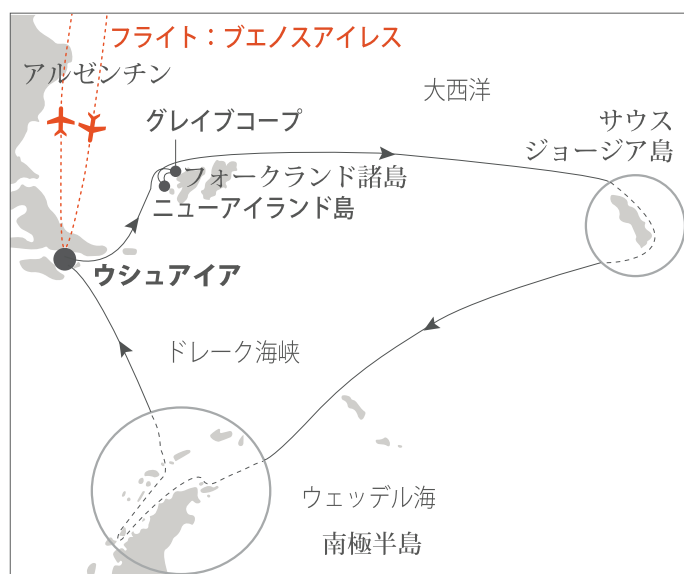 フライト：ブエノスアイレス
アルゼンチン
大西洋
グレイブコープ
サウス
ジョージア島
フォークランド諸島
ニューアイランド島
ウシュアイア
ドレーク海峡
ウェッデル海
南極半島